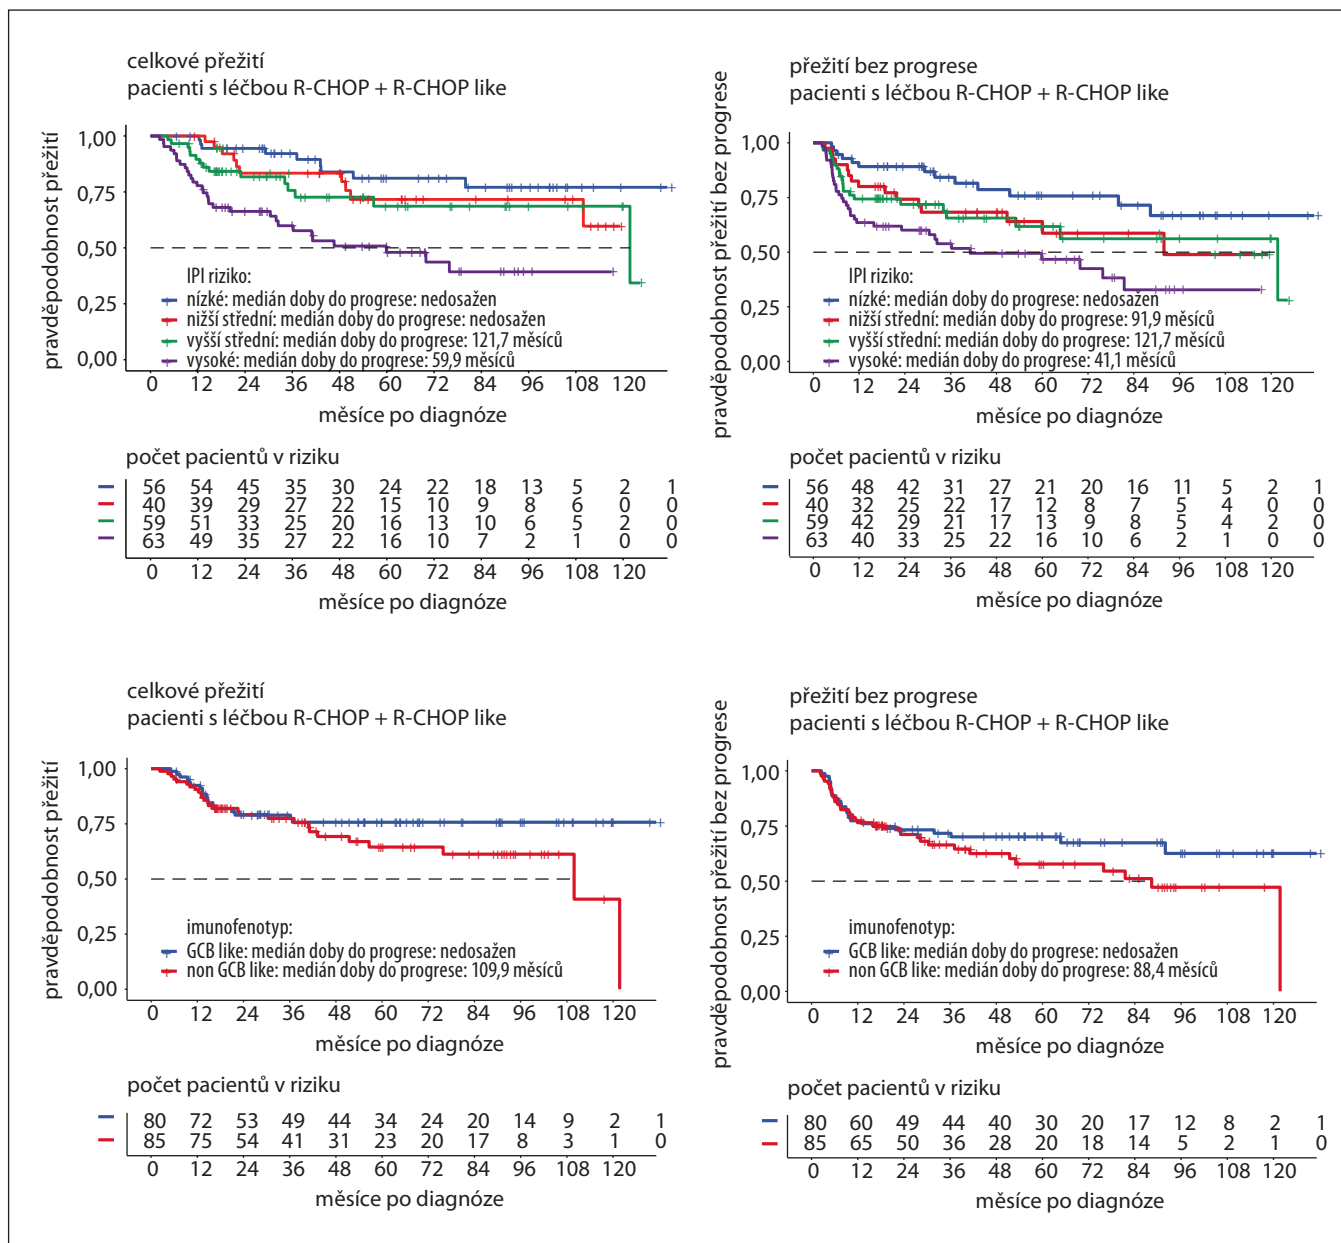 celkové přežití
pacienti s léčbou R-CHOP + R-CHOP like
pravděpodobnost přežití
1,00
0,75
0,50
0,25
0,00
IPI riziko:
nízké: medián doby do progrese: nedosažen
nižší střední: medián doby do progrese: nedosažen
vyšší střední: medián doby do progrese: 121,7 měsíců
vysoké: medián doby do progrese: 59,9 měsíců
0 12 24 36 48 60 72 84 96 108 120
měsíce po diagnóze
počet pacientů v riziku
56 54 45 35 30 24 22 18 13 5 2 1
40 39 29 27 22 15 10 9 8 6 0 0
59 51 33 25 20 16 13 10 6 5 2 0
63 49 35 27 22 16 10 7 2 1 0 0
0 12 24 36 48 60 72 84 96 108 120
měsíce po diagnóze
přežití bez progrese
pacienti s léčbou R-CHOP + R-CHOP like
pravděpodobnost přežití bez progrese
1,00
0,75
0,50
0,25
0,00
IPI riziko:
nízké: medián doby do progrese: nedosažen
nižší střední: medián doby do progrese: 91,9 měsíců
vyšší střední: medián doby do progrese: 121,7 měsíců
vysoké: medián doby do progrese: 41,1 měsíců
0 12 24 36 48 60 72 84 96 108 120
měsíce po diagnóze
počet pacientů v riziku
56 48 42 31 27 21 20 16 11 5 2 1
40 32 25 22 17 12 8 7 5 4 0 0
59 42 29 21 17 13 9 8 5 4 2 0
63 40 33 25 22 16 10 6 2 1 0 0
0 12 24 36 48 60 72 84 96 108 120
měsíce po diagnóze
celkové přežití
pacienti s léčbou R-CHOP + R-CHOP like
pravděpodobnost přežití
1,00
0,75
0,50
0,25
0,00
imunofenotyp:
GCB like: medián doby do progrese: nedosažen
non GCB like: medián doby do progrese: 109,9 měsíců
0 12 24 36 48 60 72 84 96 108 120
měsíce po diagnóze
počet pacientů v riziku
80 72 53 49 44 34 24 20 14 9 2 1
85 75 54 41 31 23 20 17 8 3 1 0
0 12 24 36 48 60 72 84 96 108 120
měsíce po diagnóze
přežití bez progrese
pacienti s léčbou R-CHOP + R-CHOP like
pravděpodobnost přežití bez progrese
1,00
0,75
0,50
0,25
0,00
imunofenotyp:
GCB like: medián doby do progrese: nedosažen
non GCB like: medián doby do progrese: 88,4 měsíců
0 12 24 36 48 60 72 84 96 108 120
měsíce po diagnóze
počet pacientů v riziku
80 60 49 44 40 30 20 17 12 8 2 1
85 65 50 36 28 20 18 14 5 2 1 0
0 12 24 36 48 60 72 84 96 108 120
měsíce po diagnóze